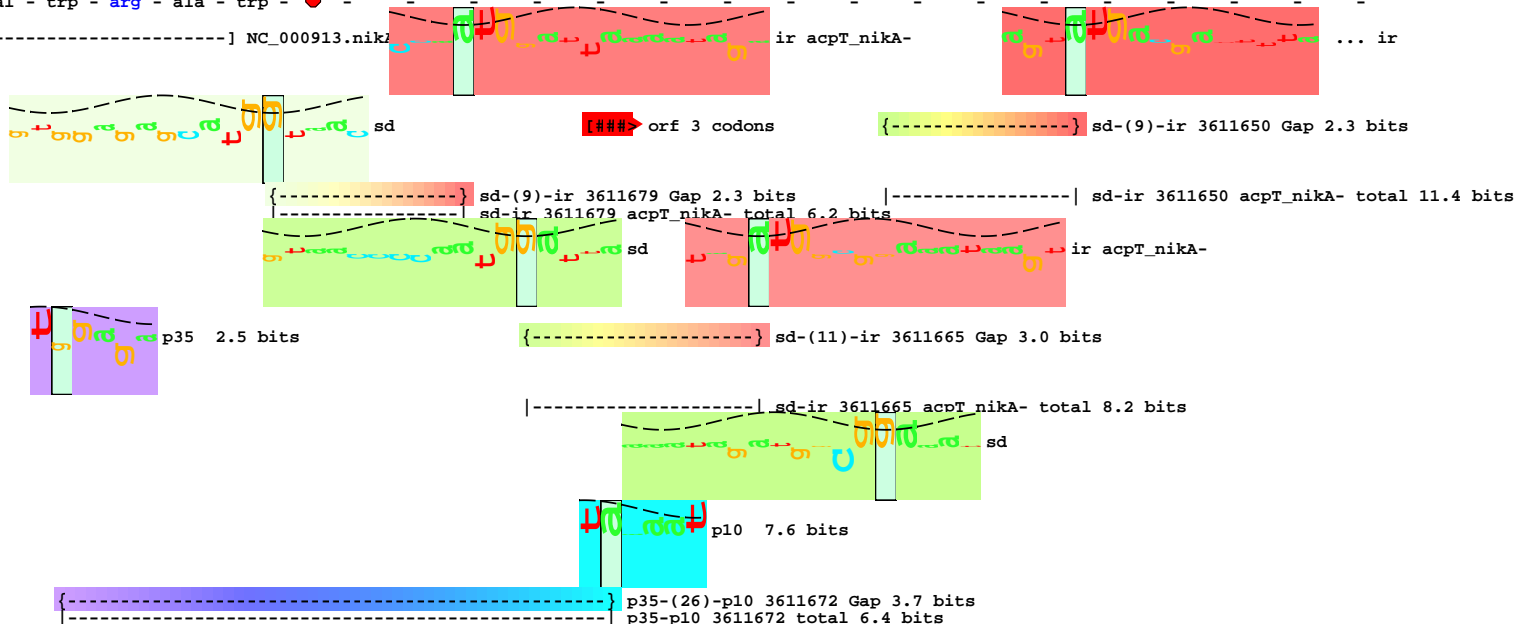 al - trp - arg - ala - trp - - - - - - - - - - - - - - - - - -
------------------] NC_000913.nikA
ir acpT_nikA-
... ir
sd
[###> orf 3 codons
{------------------} sd-(9)-ir 3611650 Gap 2.3 bits
{------------------} sd-(9)-ir 3611679 Gap 2.3 bits
|------------------| sd-ir 3611650 acpT_nikA- total 11.4 bits
|------------------| sd-ir 3611679 acpT_nikA- total 6.2 bits
sd
ir acpT_nikA-
p35 2.5 bits
{----------------------} sd-(11)-ir 3611665 Gap 3.0 bits
|----------------------| sd-ir 3611665 acpT_nikA- total 8.2 bits
sd
p10 7.6 bits
{----------------------------------------------------} p35-(26)-p10 3611672 Gap 3.7 bits
|----------------------------------------------------| p35-p10 3611672 total 6.4 bits